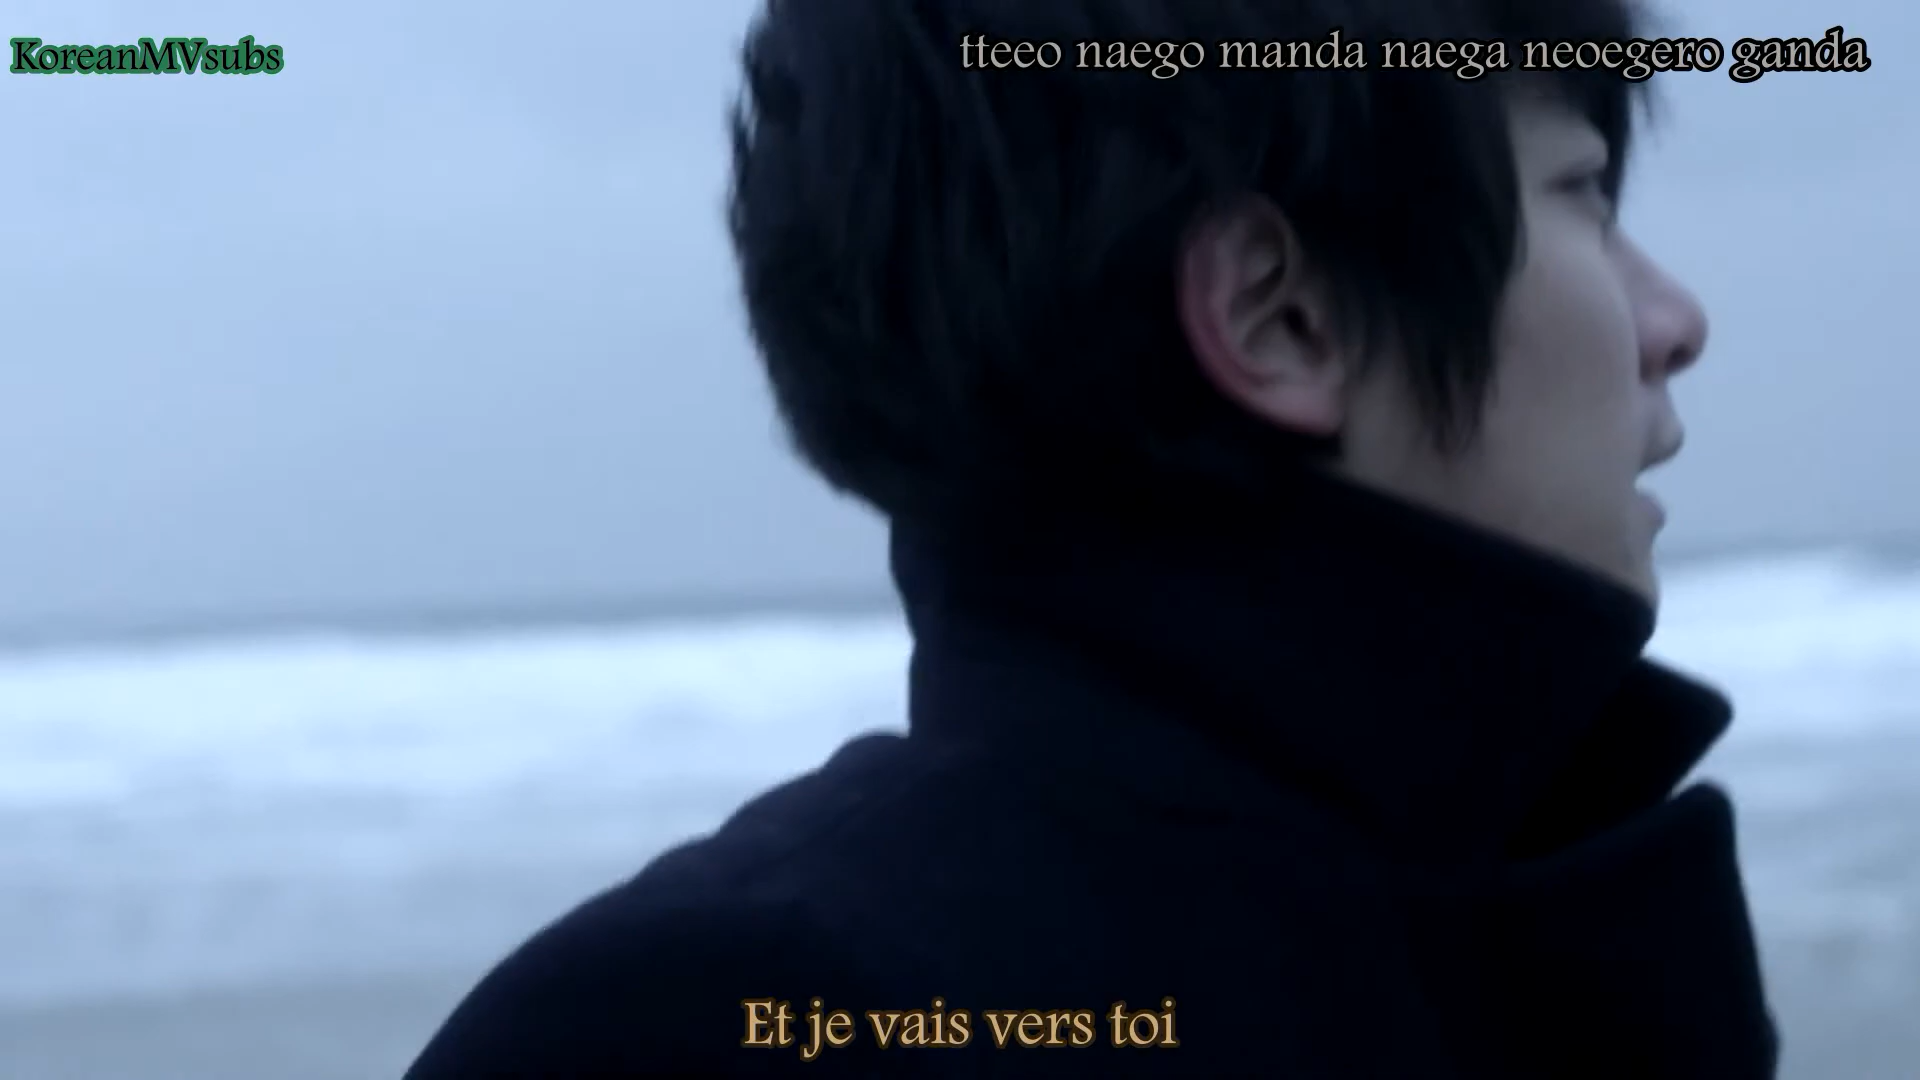 KoreanMVsubs
tteeo naego manda naega neoegero ganda
Et je vais vers toi